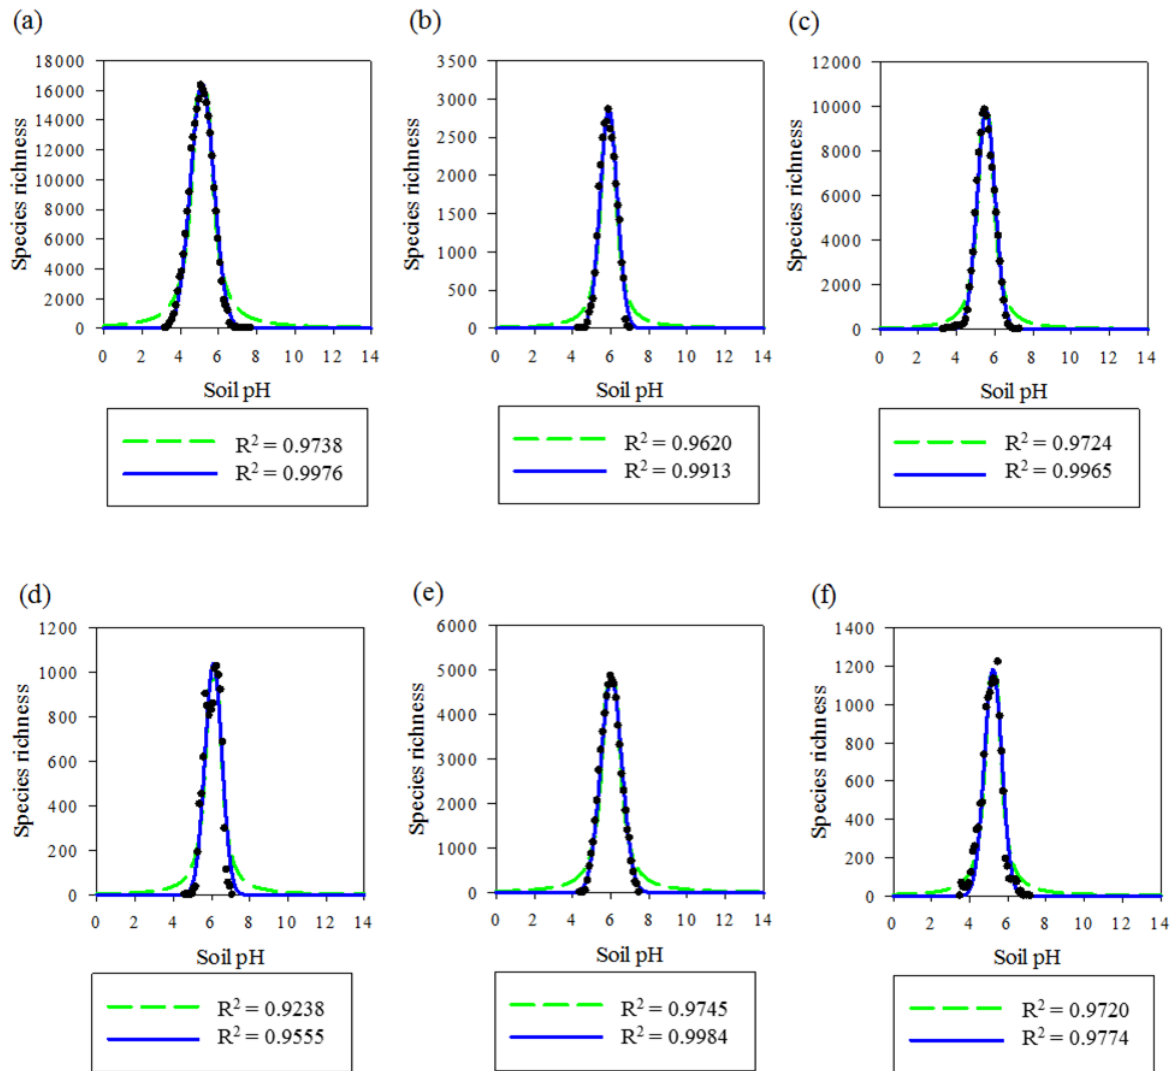 (a)
(b)
(c)
18000
16000
14000
12000
10000
8000
6000
4000
2000
0
Species richness
0 2 4 6 8 10 12 14
Soil pH
R² = 0.9738
R² = 0.9976
3500
3000
2500
2000
1500
1000
500
0
Species richness
0 2 4 6 8 10 12 14
Soil pH
R² = 0.9620
R² = 0.9913
12000
10000
8000
6000
4000
2000
0
Species richness
0 2 4 6 8 10 12 14
Soil pH
R² = 0.9724
R² = 0.9965
(d)
(e)
(f)
1200
1000
800
600
400
200
0
Species richness
0 2 4 6 8 10 12 14
Soil pH
R² = 0.9238
R² = 0.9555
6000
5000
4000
3000
2000
1000
0
Species richness
0 2 4 6 8 10 12 14
Soil pH
R² = 0.9745
R² = 0.9984
1400
1200
1000
800
600
400
200
0
Species richness
0 2 4 6 8 10 12 14
Soil pH
R² = 0.9720
R² = 0.9774